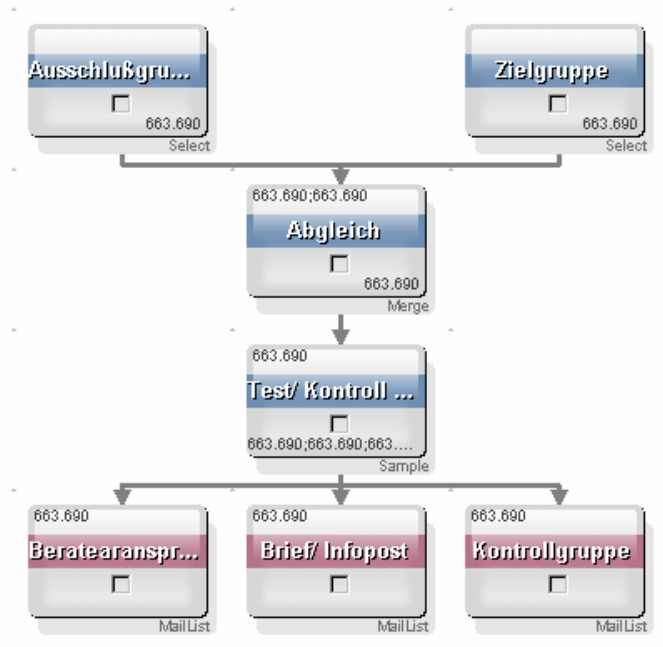 Ausschlußgru...
663.690
Select
Zielgruppe
663.690
Select
663.690;663.690
Abgleich
663.690
Merge
663.690
Test/ Kontroll ...
663.690;663.690;663....
Sample
663.690
Beratearanspr...
MailList
663.690
Brief/ Infopost
MailList
663.690
Kontrollgruppe
MailList